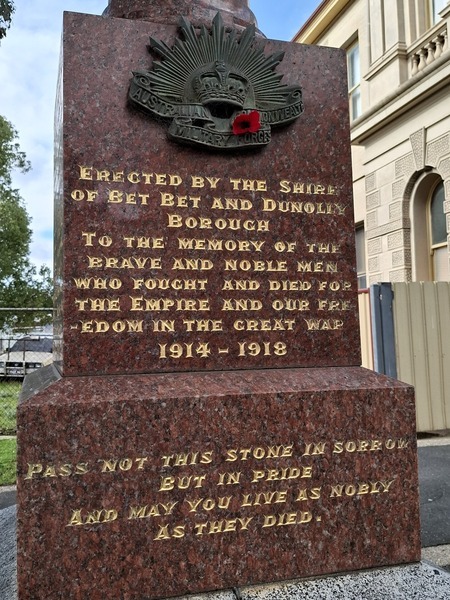 AUSTRALIAN COMMONWEALTH
MILITARY FORCES
ERECTED BY THE SHIRE
OF BET BET AND DUNOLLY
BOROUGH
TO THE MEMORY OF THE
BRAVE AND NOBLE MEN
WHO FOUGHT AND DIED FOR
THE EMPIRE AND OUR FRE
-EDOM IN THE GREAT WAR
1914 - 1918
PASS NOT THIS STONE IN SORROW
BUT IN PRIDE
AND MAY YOU LIVE AS NOBLY
AS THEY DIED.